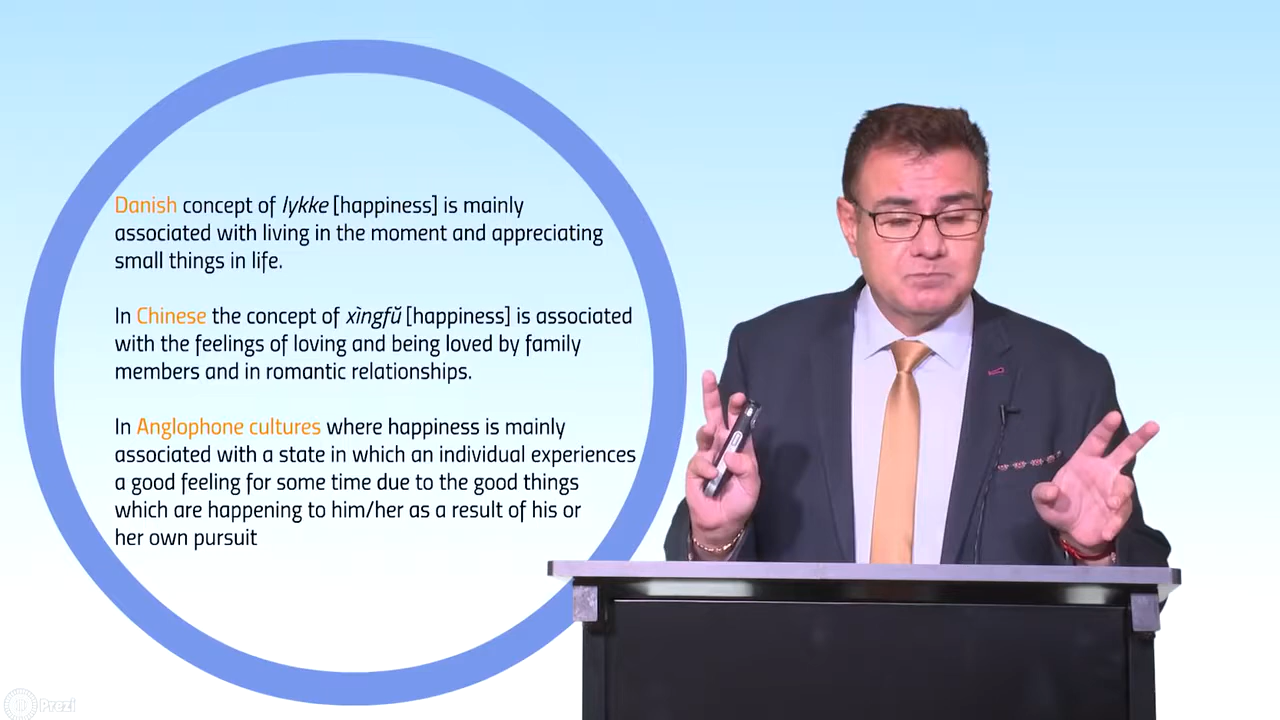 Danish concept of lykke [happiness] is mainly
associated with living in the moment and appreciating
small things in life.
In Chinese the concept of xìngfŭ [happiness] is associated
with the feelings of loving and being loved by family
members and in romantic relationships.
In Anglophone cultures where happiness is mainly
associated with a state in which an individual experiences
a good feeling for some time due to the good things
which are happening to him/her as a result of his or
her own pursuit
Prezi